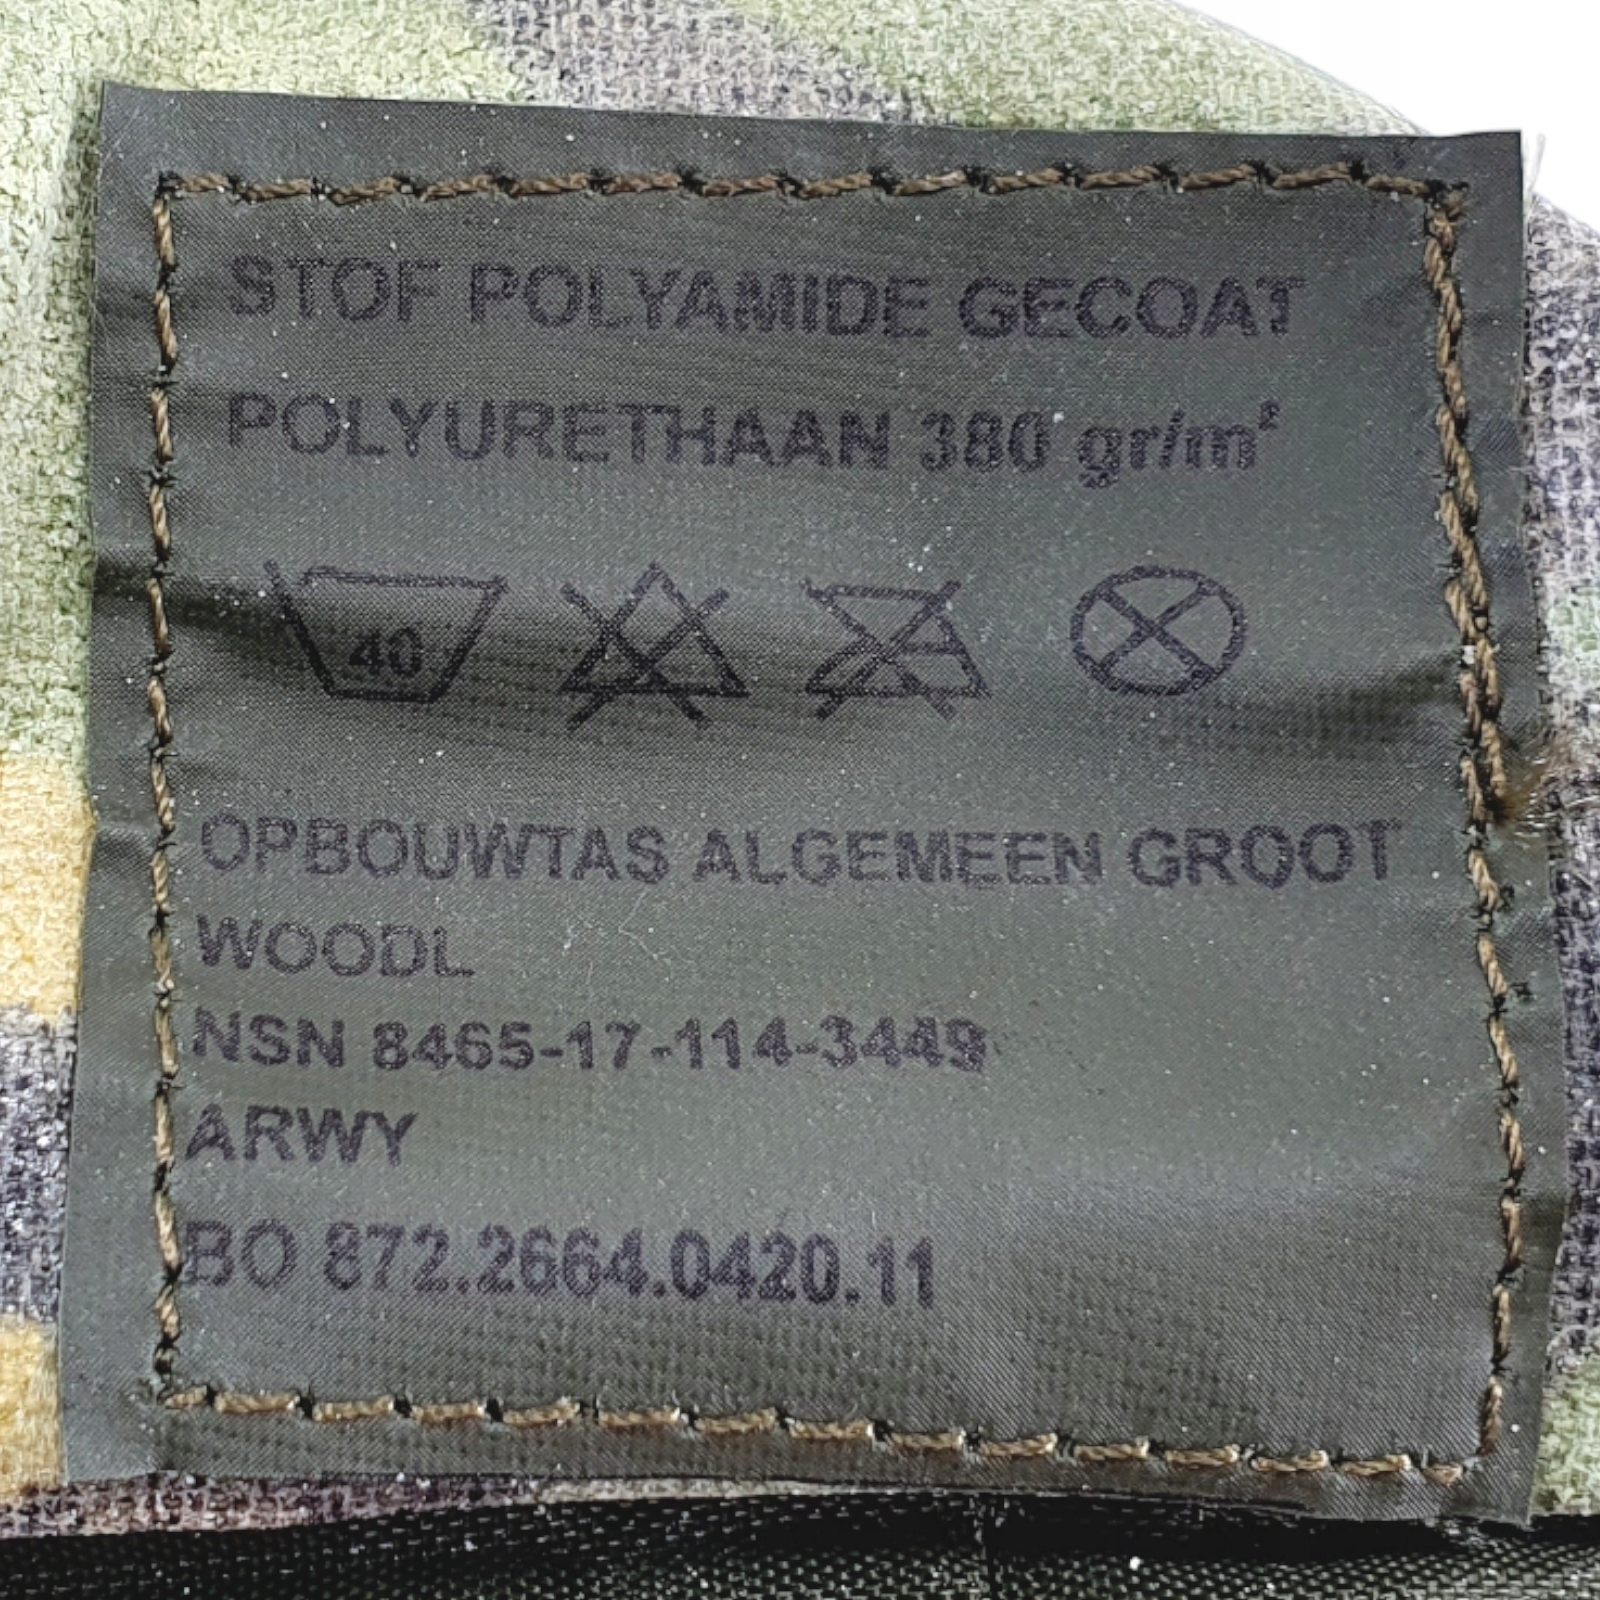 STOF POLYAMIDE GECOAT
POLYURETHAAN 380 gr/m²
40
OPBOUWTAS ALGEMEEN GROOT
WOODL
NSN 8465-17-114-3449
ARWY
BO 872.2664.0420.11